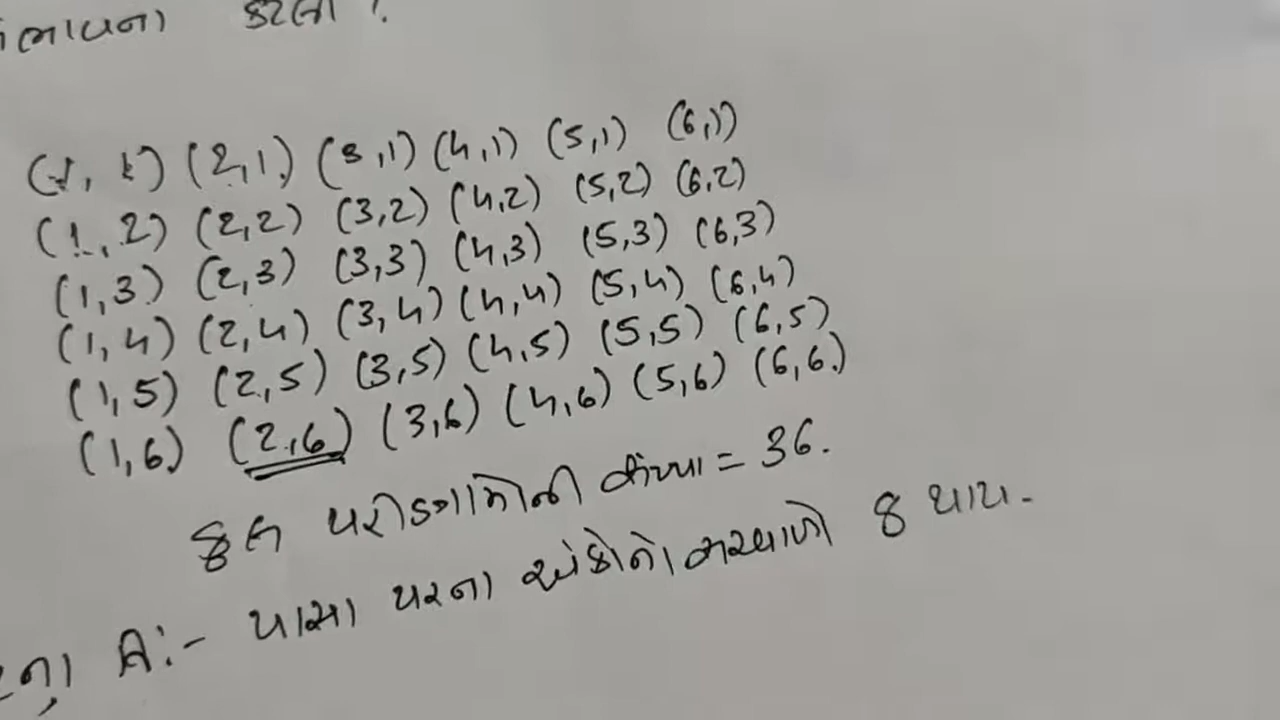 સંભાવના કેટલી ?
(1, 1) (2,1) (3,1) (4,1) (5,1) (6,1)
(1, 2) (2,2) (3,2) (4,2) (5,2) (6,2)
(1,3) (2,3) (3,3) (4,3) (5,3) (6,3)
(1,4) (2,4) (3,4) (4,4) (5,4) (6,4)
(1,5) (2,5) (3,5) (4,5) (5,5) (6,5)
(1,6) (2,6) (3,6) (4,6) (5,6) (6,6)
કુલ પરીણામોની સંખ્યા = 36.
A:- પાસા પરના અંકોનો સરવાળો 8 થાય.